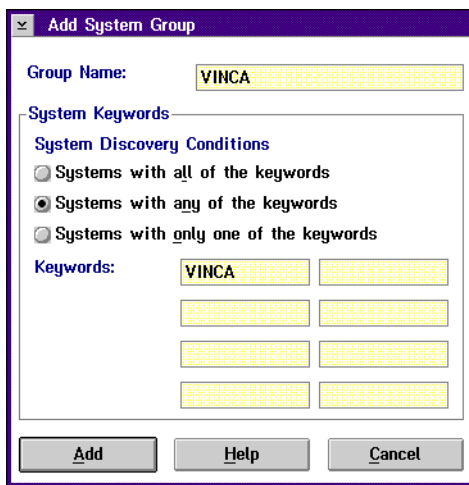 Add System Group
Group Name: VINCA
System Keywords
System Discovery Conditions
Systems with all of the keywords
Systems with any of the keywords
Systems with only one of the keywords
Keywords: VINCA
Add Help Cancel